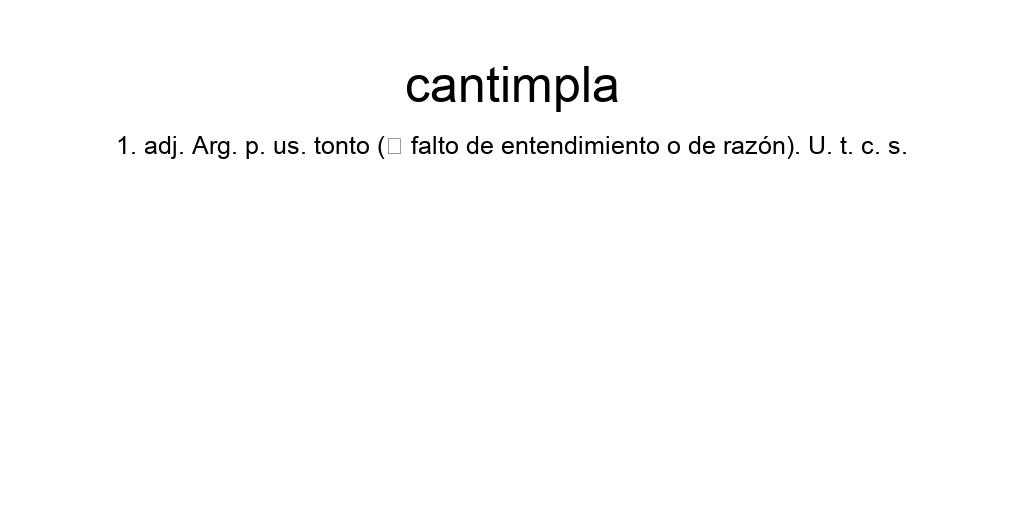 cantimpla
1. adj. Arg. p. us. tonto (□ falto de entendimiento o de razón). U. t. c. s.